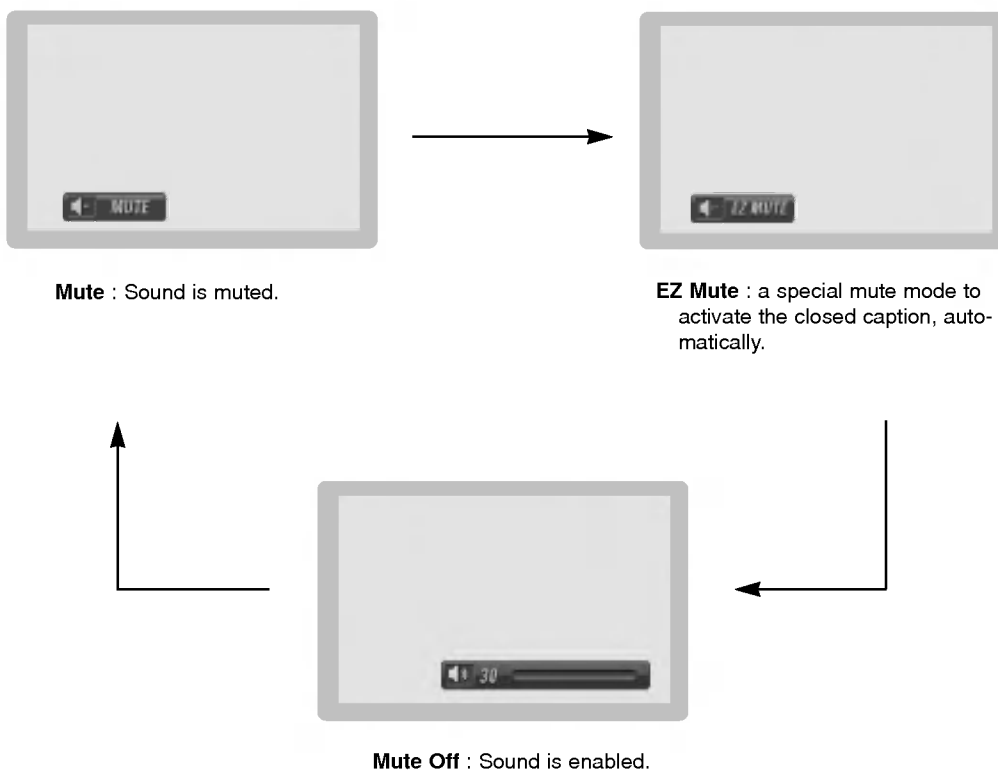 MUTE
EZ MUTE
Mute : Sound is muted.
EZ Mute : a special mute mode to
activate the closed caption, auto-
matically.
30
Mute Off : Sound is enabled.